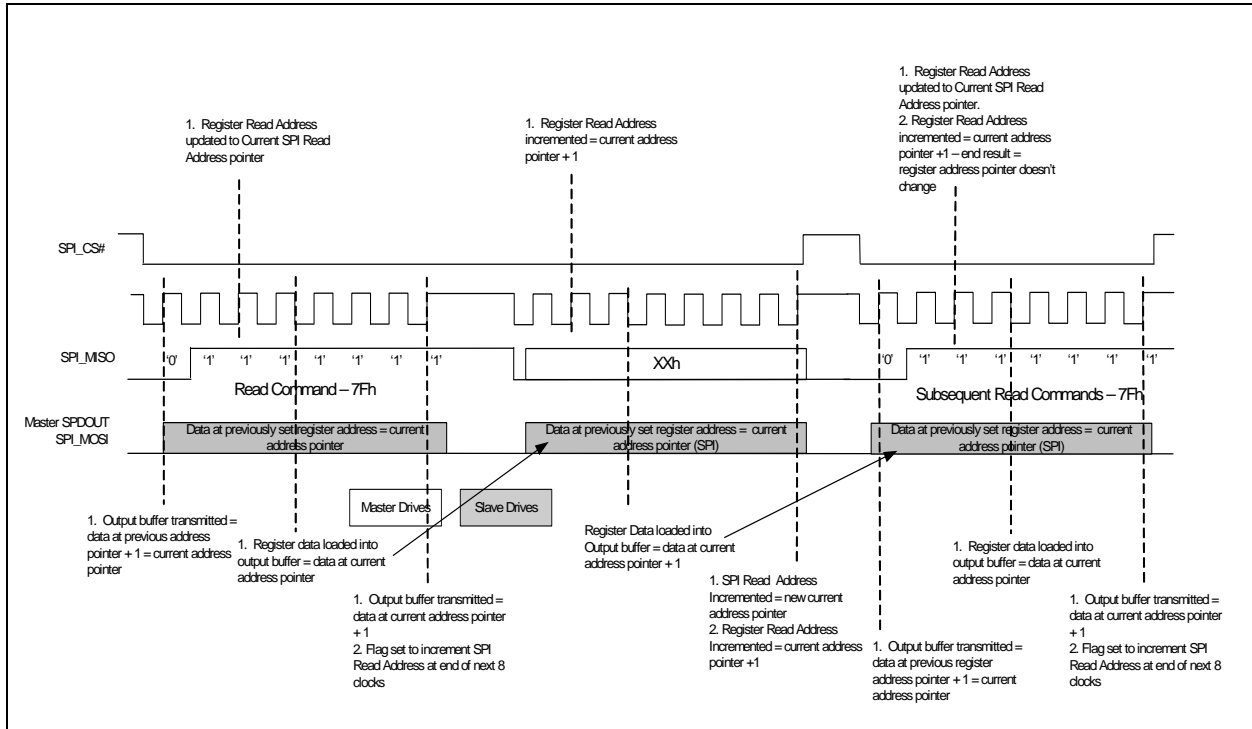 1. Register Read Address
updated to Current SPI Read
Address pointer
1. Register Read Address
incremented = current address
pointer + 1
1. Register Read Address
updated to Current SPI Read
Address pointer.
2. Register Read Address
incremented = current address
pointer +1 – end result =
register address pointer doesn't
change
SPI_CS#
SPI_MISO
'0' '1' '1' '1' '1' '1' '1' '1'
Read Command – 7Fh
XXh
'0' '1' '1' '1' '1' '1' '1' '1'
Subsequent Read Commands – 7Fh
Master SPDOUT
SPI_MOSI
Data at previously set register address = current
address pointer
Data at previously set register address = current
address pointer (SPI)
Data at previously set register address = current
address pointer (SPI)
Master Drives
Slave Drives
1. Output buffer transmitted =
data at previous address
pointer + 1 = current address
pointer
1. Register data loaded into
output buffer = data at current
address pointer
1. Output buffer transmitted =
data at current address pointer
+ 1
2. Flag set to increment SPI
Read Address at end of next 8
clocks
Register Data loaded into
Output buffer = data at current
address pointer + 1
1. SPI Read Address
Incremented = new current
address pointer
2. Register Read Address
Incremented = current address
pointer +1
1. Output buffer transmitted =
data at previous register
address pointer + 1 = current
address pointer
1. Register data loaded into
output buffer = data at current
address pointer
1. Output buffer transmitted =
data at current address pointer
+ 1
2. Flag set to increment SPI
Read Address at end of next 8
clocks